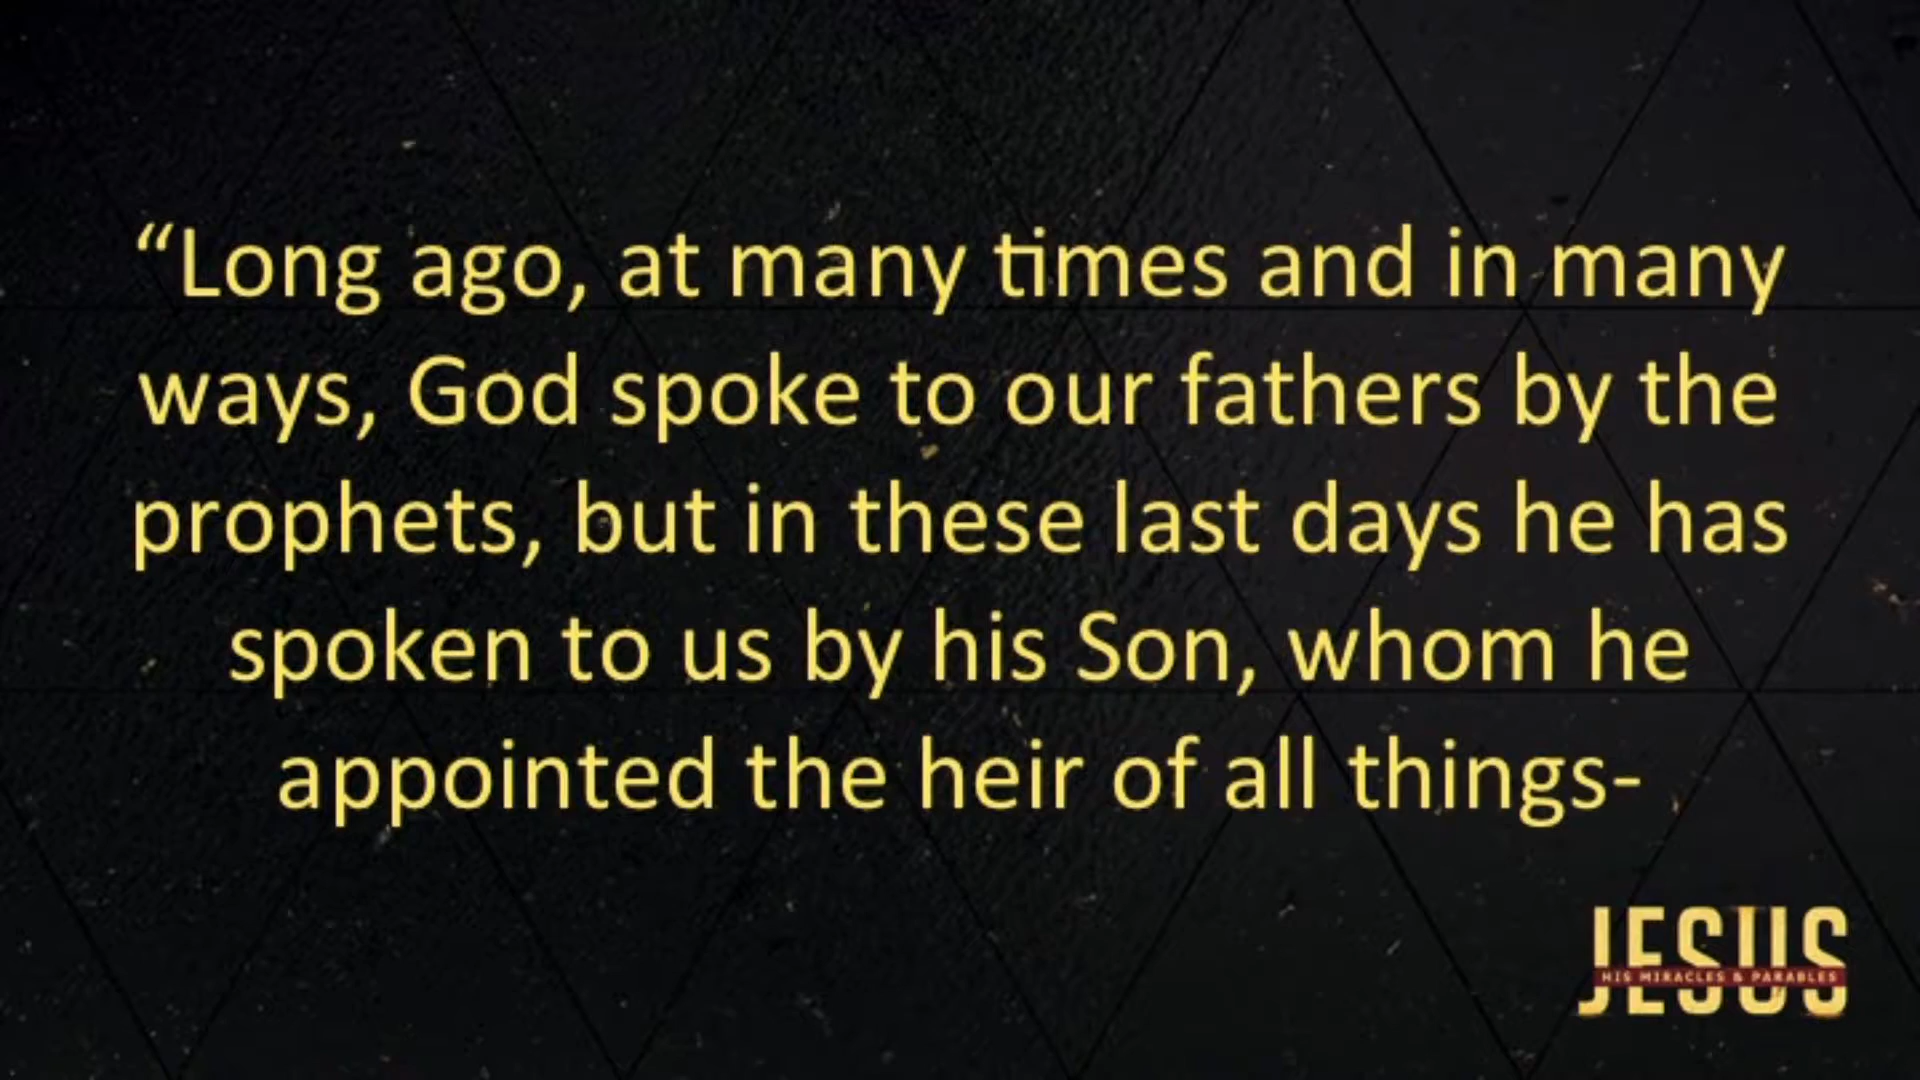 “Long ago, at many times and in many
ways, God spoke to our fathers by the
prophets, but in these last days he has
spoken to us by his Son, whom he
appointed the heir of all things-
JESUS
HIS MIRACLES & PARABLES